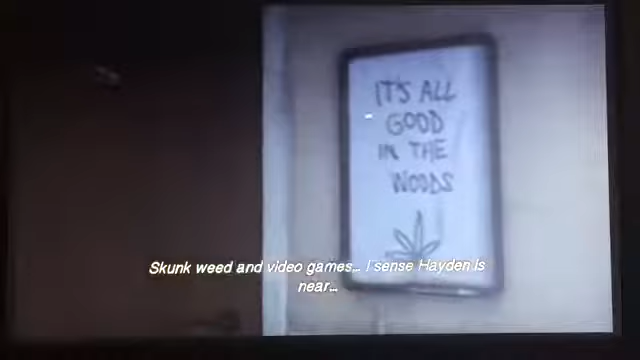 IT'S ALL
GOOD
IN THE
WOODS
Skunk weed and video games... I sense Hayden is
near...